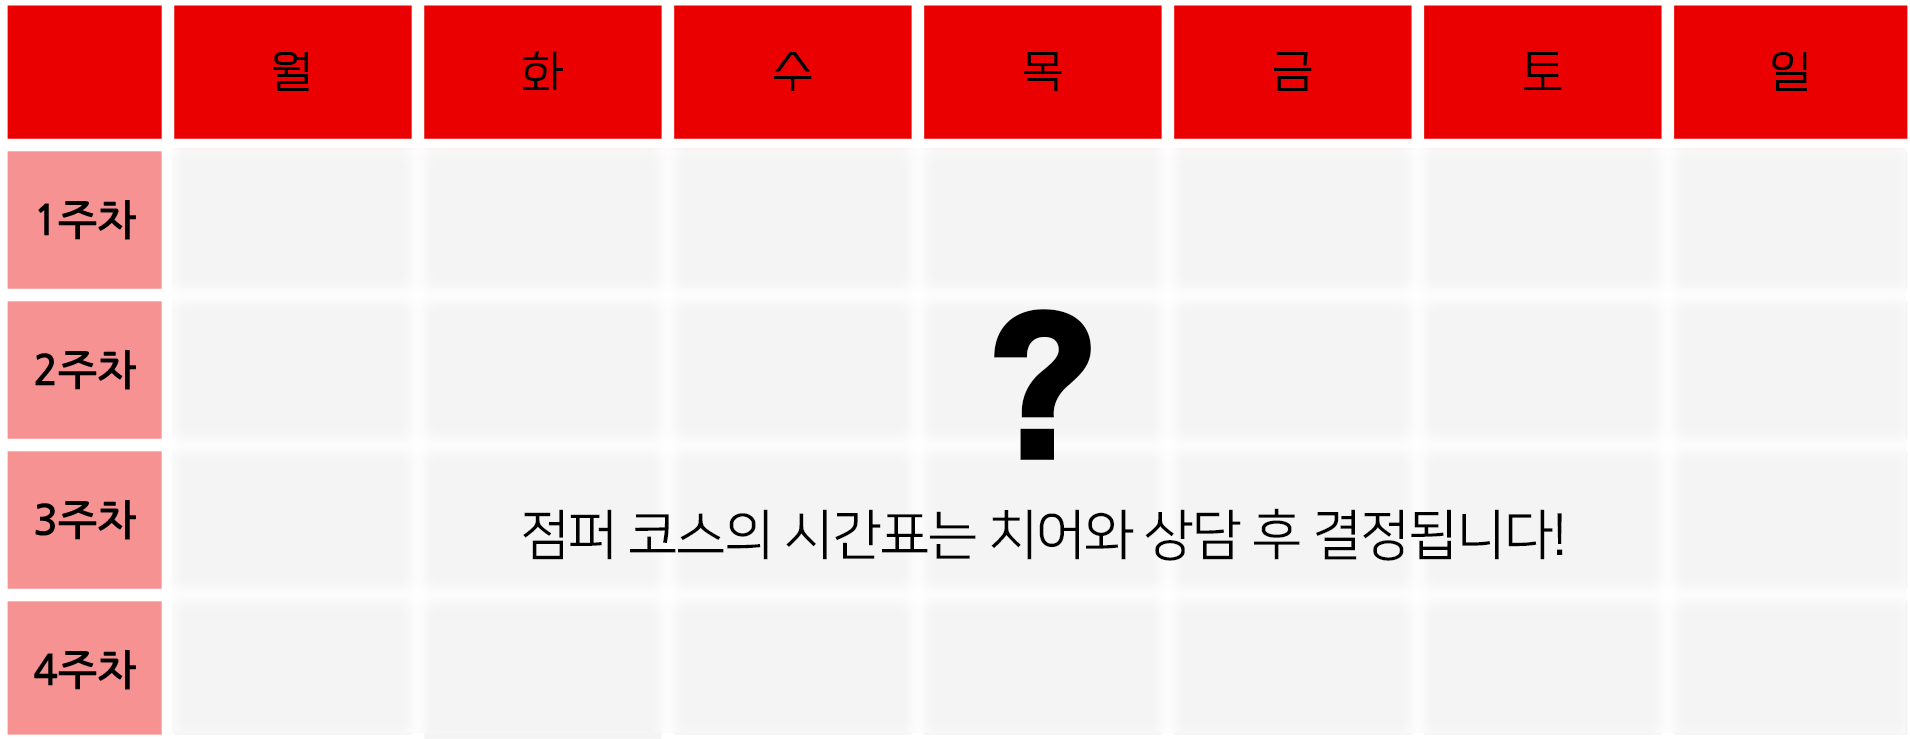 월 화 수 목 금 토 일
1주차
2주차
?
3주차
점퍼 코스의 시간표는 치어와 상담 후 결정됩니다!
4주차